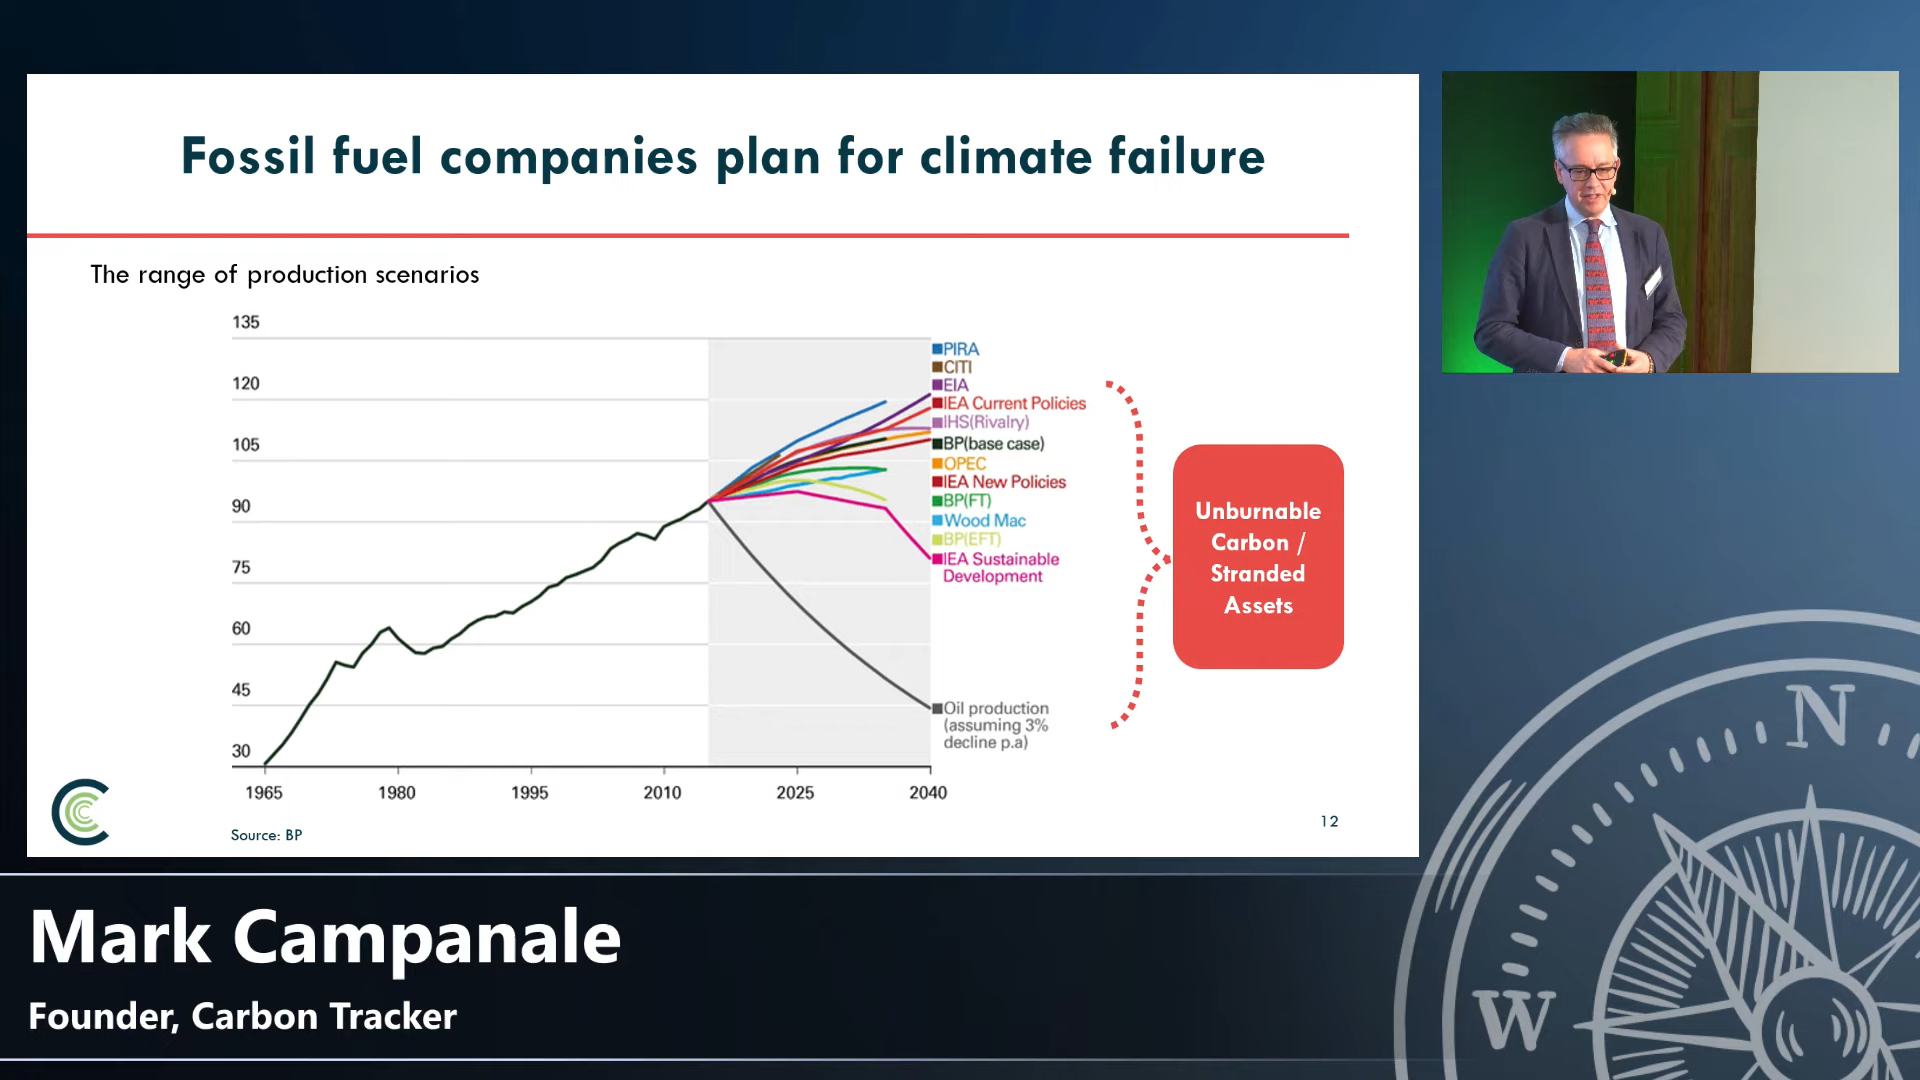 Fossil fuel companies plan for climate failure
The range of production scenarios
135
120
105
90
75
60
45
30
1965
1980
1995
2010
2025
2040
PIRA
CITI
EIA
IEA Current Policies
IHS(Rivalry)
BP(base case)
OPEC
IEA New Policies
BP(FT)
Wood Mac
BP(EFT)
IEA Sustainable
Development
Oil production
(assuming 3%
decline p.a)
Unburnable
Carbon /
Stranded
Assets
Source: BP
12
Mark Campanale
Founder, Carbon Tracker
N
W